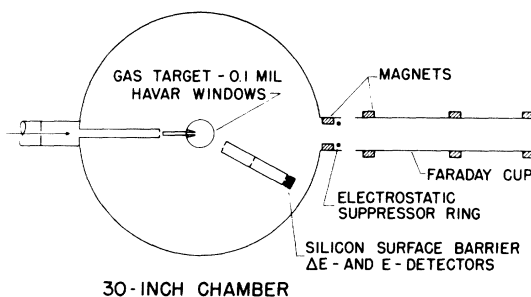 GAS TARGET - 0.1 MIL
HAVAR WINDOWS
MAGNETS
FARADAY CUP
ELECTROSTATIC
SUPPRESSOR RING
SILICON SURFACE BARRIER
ΔE- AND E-DETECTORS
30-INCH CHAMBER